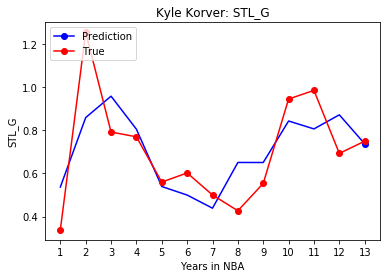 Kyle Korver: STL_G
Prediction
True
1.2
1.0
0.8
0.6
0.4
STL_G
1 2 3 4 5 6 7 8 9 10 11 12 13
Years in NBA